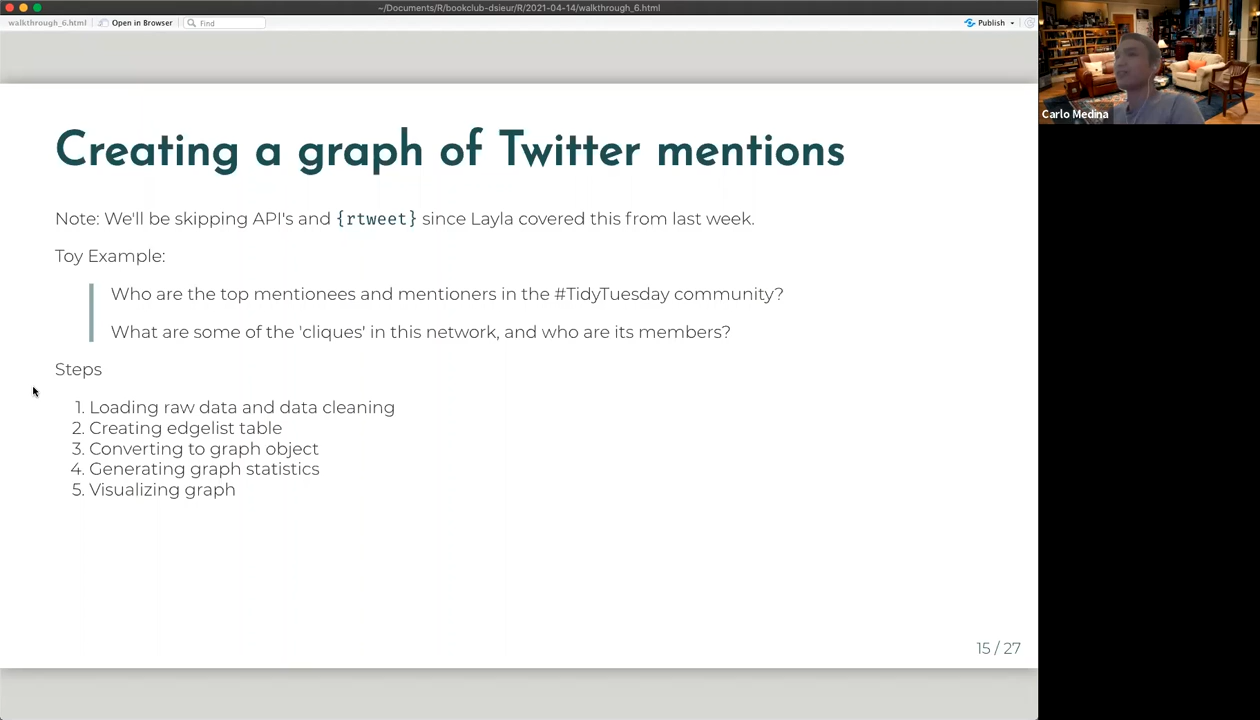 ~/Documents/R/bookclub-dsieur/R/2021-04-14/walkthrough_6.html
walkthrough_6.html
Open in Browser
Find
Publish
Carlo Medina
Creating a graph of Twitter mentions
Note: We'll be skipping API's and {rtweet} since Layla covered this from last week.
Toy Example:
Who are the top mentionees and mentioners in the #TidyTuesday community?
What are some of the 'cliques' in this network, and who are its members?
Steps
1. Loading raw data and data cleaning
2. Creating edgelist table
3. Converting to graph object
4. Generating graph statistics
5. Visualizing graph
15 / 27